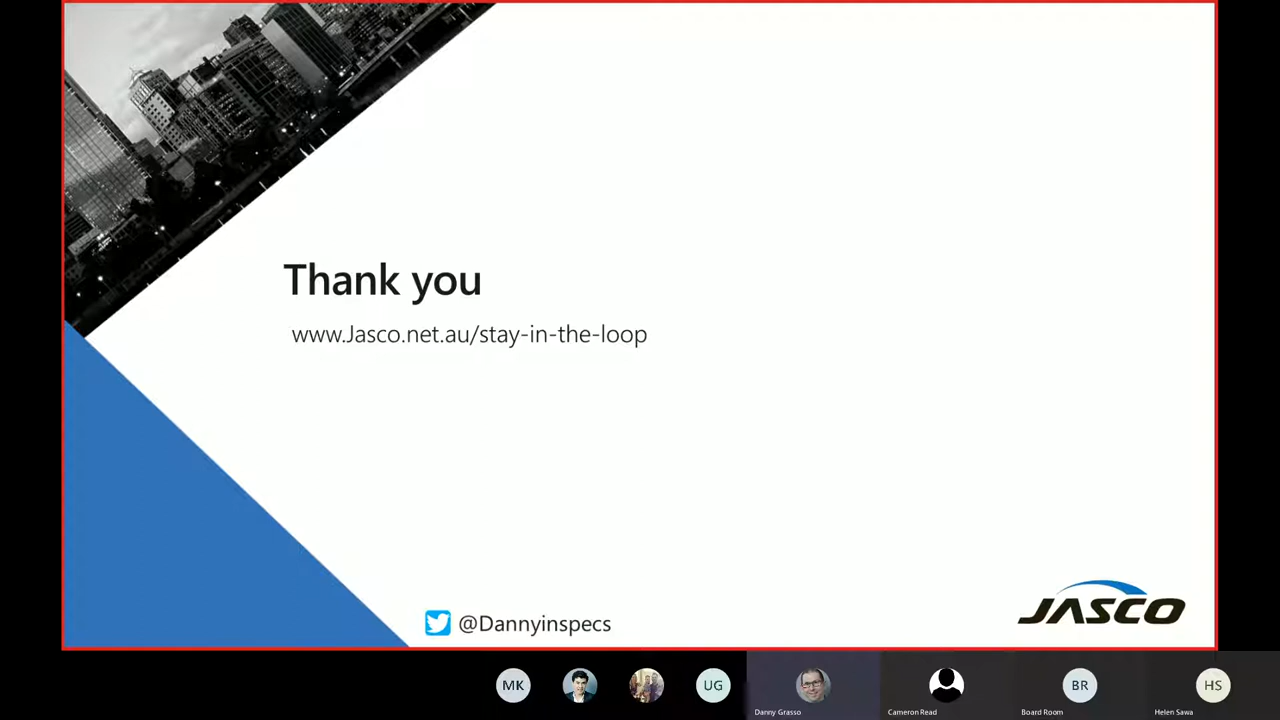 Thank you
www.Jasco.net.au/stay-in-the-loop
@Dannyinspecs
JASCO
MK
UG
BR
HS
Danny Grasso
Cameron Read
Board Room
Helen Sawa